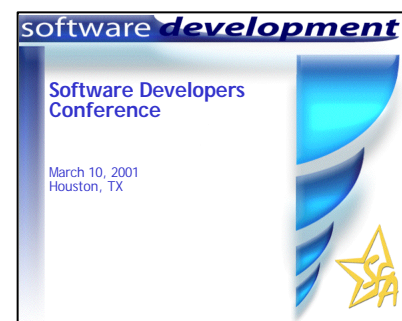 software development
Software Developers
Conference
March 10, 2001
Houston, TX